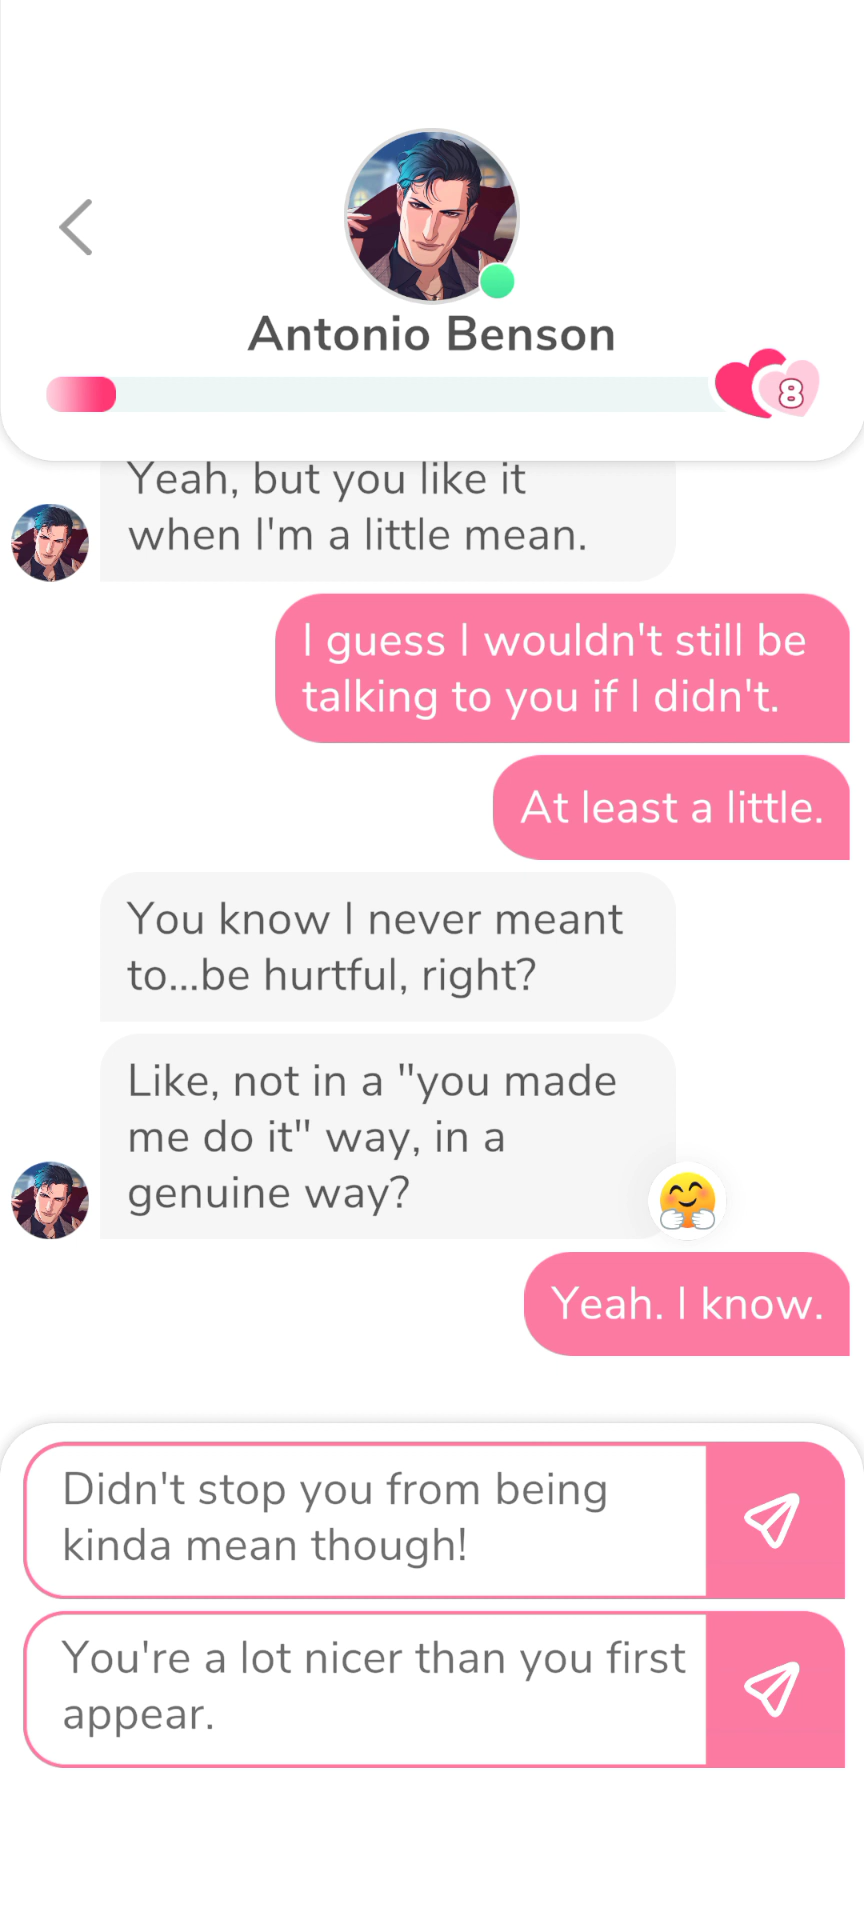 Antonio Benson
8
Yeah, but you like it
when I'm a little mean.
I guess I wouldn't still be
talking to you if I didn't.
At least a little.
You know I never meant
to...be hurtful, right?
Like, not in a "you made
me do it" way, in a
genuine way?
Yeah. I know.
Didn't stop you from being
kinda mean though!
You're a lot nicer than you first
appear.